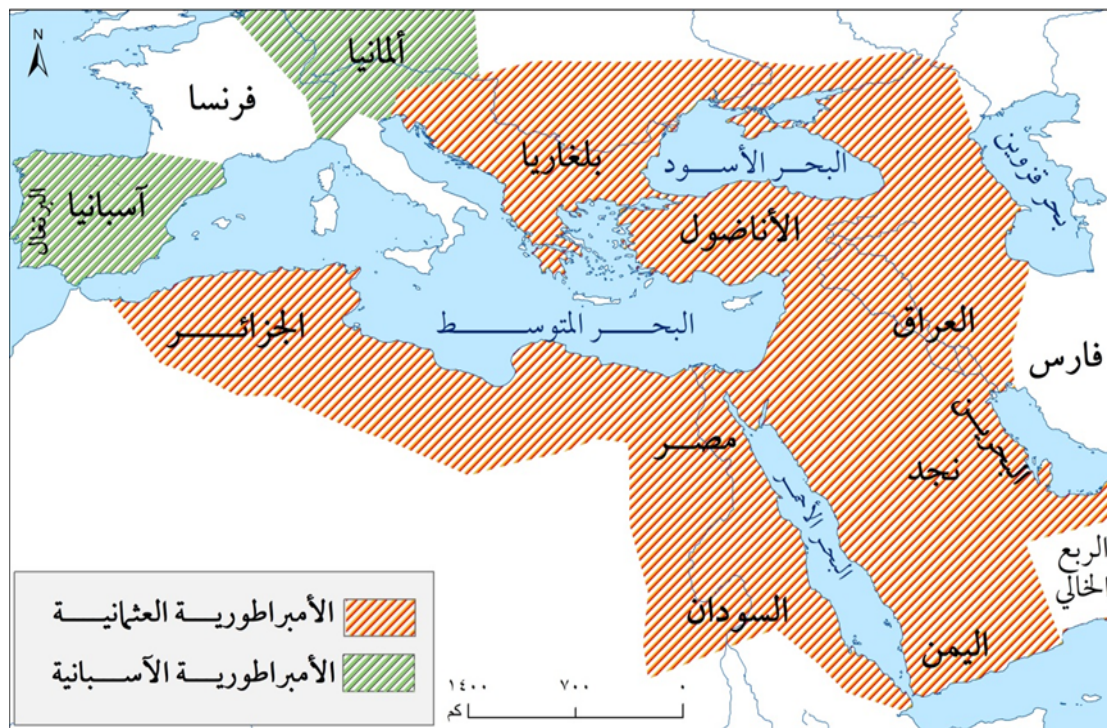 N
ألمانيا
فرنسا
بلغاريا
البحر الأسود
بحر قزوين
آسبانيا
البرتغال
الأناضول
الجزائر
البحر المتوسط
العراق
فارس
مصر
البحرين
نجد
البحر الأحمر
الربع
الخالي
السودان
اليمن
الأمبراطورية العثمانية
الأمبراطورية الآسبانية
١٤٠٠ ٧٠٠ ٠
كم